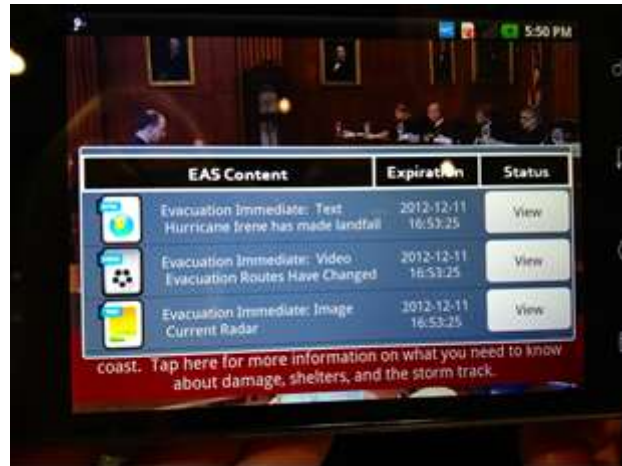 5:50 PM
EAS Content Expiration Status
Evacuation Immediate: Text
Hurricane Irene has made landfall
2012-12-11
16:53:25
View
Evacuation Immediate: Video
Evacuation Routes Have Changed
2012-12-11
16:53:25
View
Evacuation Immediate: Image
Current Radar
2012-12-11
16:53:25
View
coast. Tap here for more information on what you need to know
about damage, shelters, and the storm track.